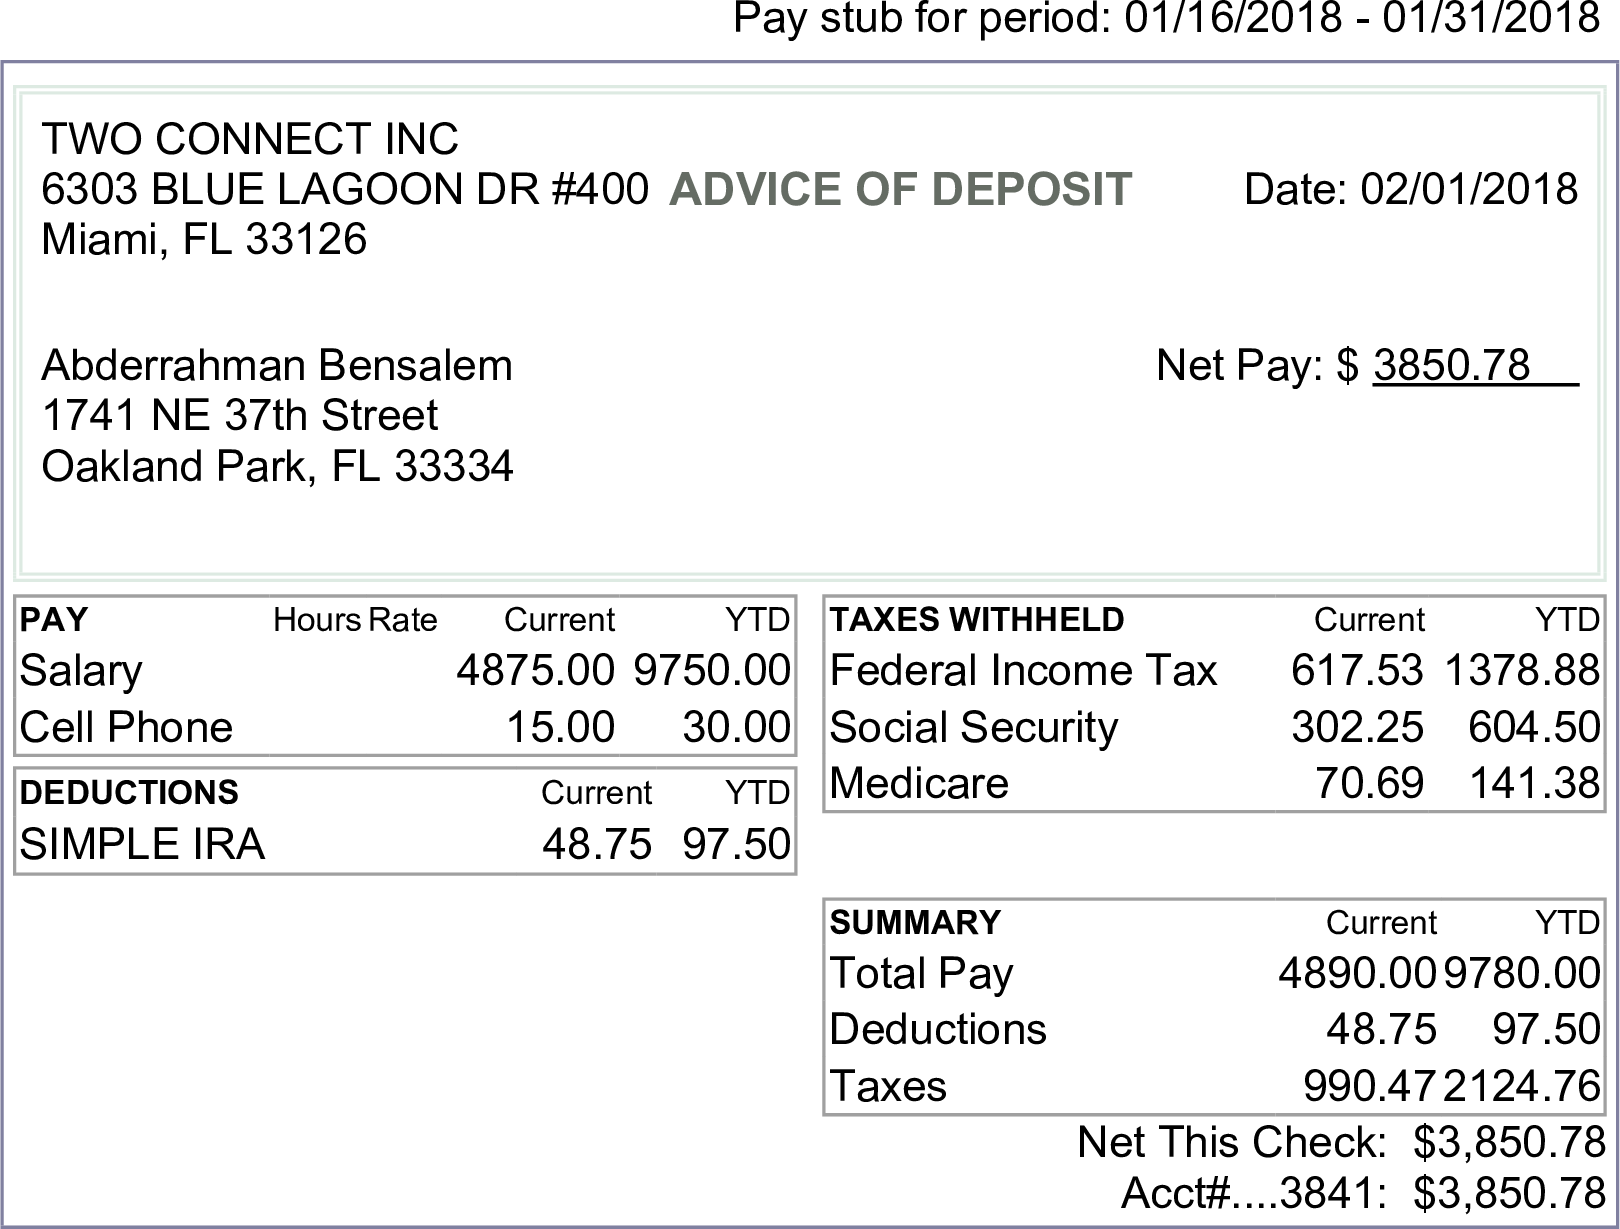 Pay stub for period: 01/16/2018 - 01/31/2018
TWO CONNECT INC
6303 BLUE LAGOON DR #400 ADVICE OF DEPOSIT Date: 02/01/2018
Miami, FL 33126
Abderrahman Bensalem Net Pay: $ 3850.78
1741 NE 37th Street
Oakland Park, FL 33334
PAY Hours Rate Current YTD
Salary 4875.00 9750.00
Cell Phone 15.00 30.00
DEDUCTIONS Current YTD
SIMPLE IRA 48.75 97.50
TAXES WITHHELD Current YTD
Federal Income Tax 617.53 1378.88
Social Security 302.25 604.50
Medicare 70.69 141.38
SUMMARY Current YTD
Total Pay 4890.00 9780.00
Deductions 48.75 97.50
Taxes 990.47 2124.76
Net This Check: $3,850.78
Acct#....3841: $3,850.78